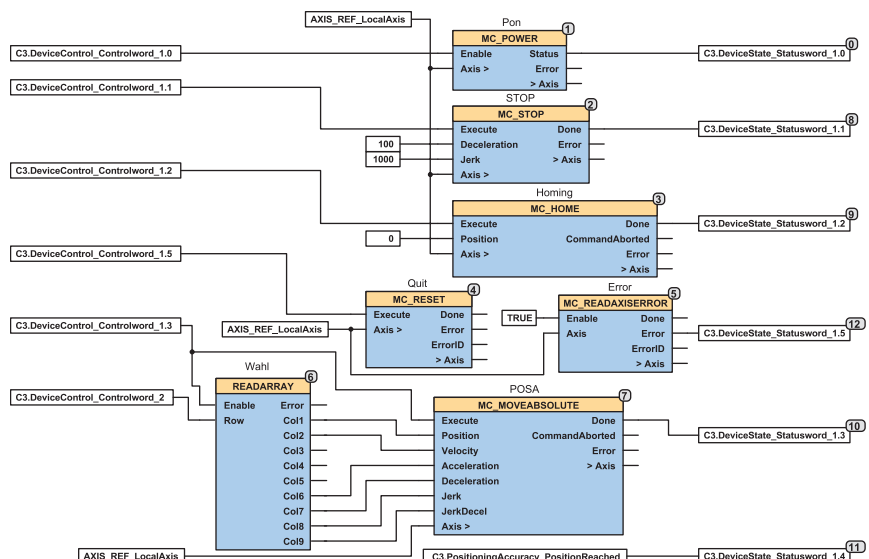 AXIS_REF_LocalAxis
Pon
1
MC_POWER
0
C3.DeviceControl_Controlword_1.0
Enable Status
C3.DeviceState_Statusword_1.0
Axis > Error
> Axis
C3.DeviceControl_Controlword_1.1
STOP
2
MC_STOP
8
Execute Done
C3.DeviceState_Statusword_1.1
100
Deceleration Error
1000
Jerk > Axis
Axis >
C3.DeviceControl_Controlword_1.2
Homing
3
MC_HOME
9
Execute Done
C3.DeviceState_Statusword_1.2
0
Position CommandAborted
Axis > Error
> Axis
C3.DeviceControl_Controlword_1.5
Quit
4
MC_RESET
Execute Done
Axis > Error
ErrorID
> Axis
AXIS_REF_LocalAxis
Error
5
MC_READAXISERROR
TRUE
Enable Done
Axis Error
ErrorID
> Axis
12
C3.DeviceState_Statusword_1.5
C3.DeviceControl_Controlword_1.3
C3.DeviceControl_Controlword_2
Wahl
6
READARRAY
Enable Error
Row Col1
Col2
Col3
Col4
Col5
Col6
Col7
Col8
Col9
POSA
7
MC_MOVEABSOLUTE
Execute Done
Position CommandAborted
Velocity Error
Acceleration > Axis
Deceleration
Jerk
JerkDecel
Axis >
10
C3.DeviceState_Statusword_1.3
AXIS_REF_LocalAxis
C3.PositioningAccuracy_PositionReached
11
C3.DeviceState_Statusword_1.4